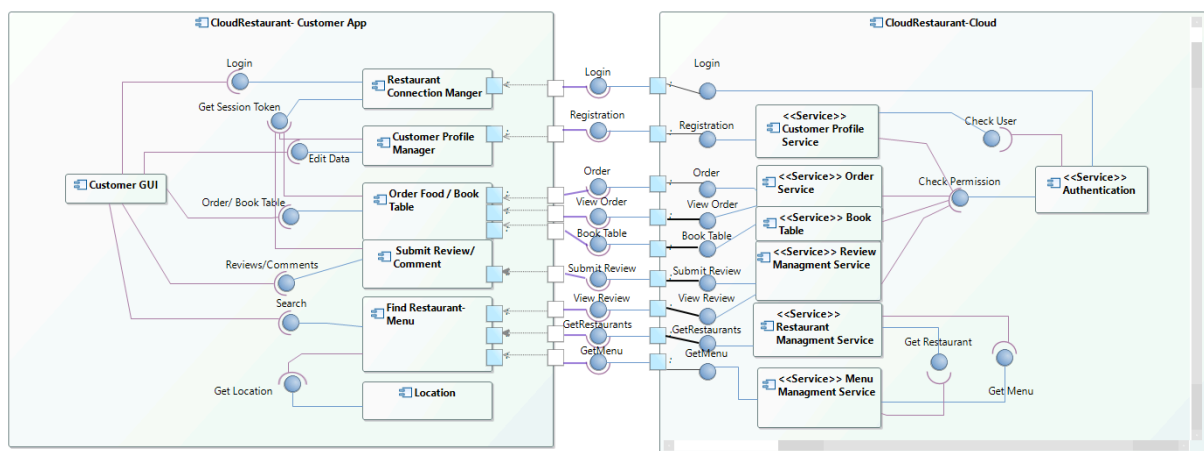 CloudRestaurant- Customer App
Login
Restaurant
Connection Manger
Get Session Token
Customer Profile
Manager
Edit Data
Customer GUI
Order Food / Book
Table
Order/ Book Table
Submit Review/
Comment
Reviews/Comments
Search
Find Restaurant-
Menu
Get Location
Location
Login
Registration
Order
View Order
Book Table
Submit Review
View Review
GetRestaurants
GetMenu
CloudRestaurant-Cloud
Login
Registration
Order
View Order
Book Table
Submit Review
View Review
GetRestaurants
GetMenu
<<Service>>
Customer Profile
Service
Check User
<<Service>> Order
Service
Check Permission
<<Service>>
Authentication
<<Service>> Book
Table
<<Service>> Review
Managment Service
<<Service>>
Restaurant
Managment Service
Get Restaurant
<<Service>> Menu
Managment Service
Get Menu